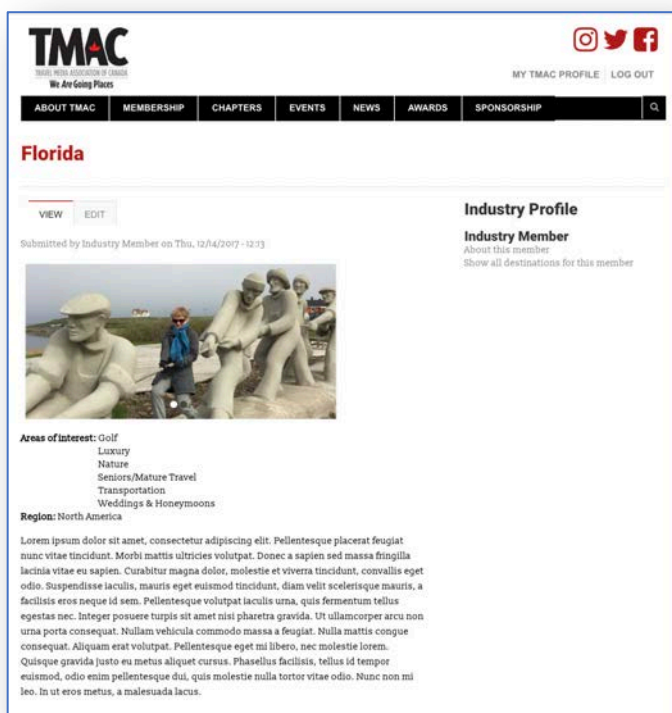 TMAC
TRAVEL MEDIA ASSOCIATION OF CANADA
We Are Going Places
MY TMAC PROFILE LOG OUT
ABOUT TMAC MEMBERSHIP CHAPTERS EVENTS NEWS AWARDS SPONSORSHIP
Florida
VIEW EDIT
Submitted by Industry Member on Thu, 12/14/2017 - 12:13
Areas of interest: Golf
Luxury
Nature
Seniors/Mature Travel
Transportation
Weddings & Honeymoons
Region: North America
Lorem ipsum dolor sit amet, consectetur adipiscing elit. Pellentesque placerat feugiat
nunc vitae tincidunt. Morbi mattis ultricies volutpat. Donec a sapien sed massa fringilla
lacinia vitae eu sapien. Curabitur magna dolor, molestie et viverra tincidunt, convallis eget
odio. Suspendisse iaculis, mauris eget euismod tincidunt, diam velit scelerisque mauris, a
facilisis eros neque id sem. Pellentesque volutpat iaculis urna, quis fermentum tellus
egestas nec. Integer posuere turpis sit amet nisi pharetra gravida. Ut ullamcorper arcu non
urna porta consequat. Nullam vehicula commodo massa a feugiat. Nulla mattis congue
consequat. Aliquam erat volutpat. Pellentesque eget mi libero, nec molestie lorem.
Quisque gravida justo eu metus aliquet cursus. Phasellus facilisis, tellus id tempor
euismod, odio enim pellentesque dui, quis molestie nulla tortor vitae odio. Nunc non mi
leo. In ut eros metus, a malesuada lacus.
Industry Profile
Industry Member
About this member
Show all destinations for this member